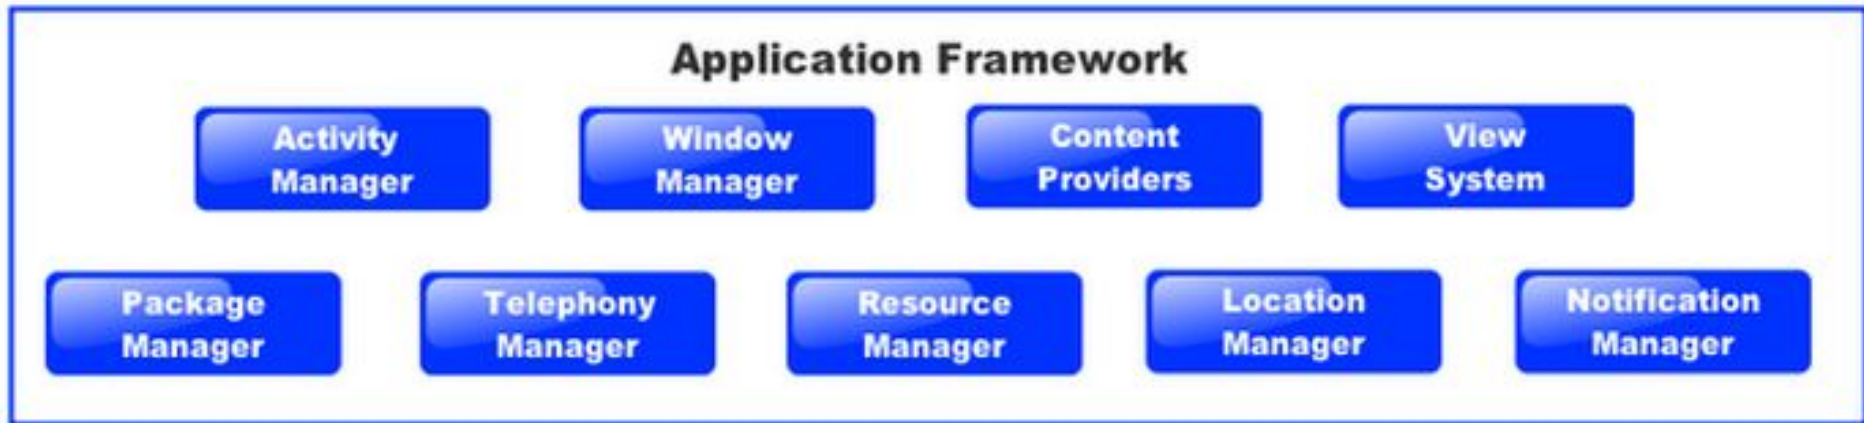 Application Framework
Activity
Manager
Window
Manager
Content
Providers
View
System
Package
Manager
Telephony
Manager
Resource
Manager
Location
Manager
Notification
Manager